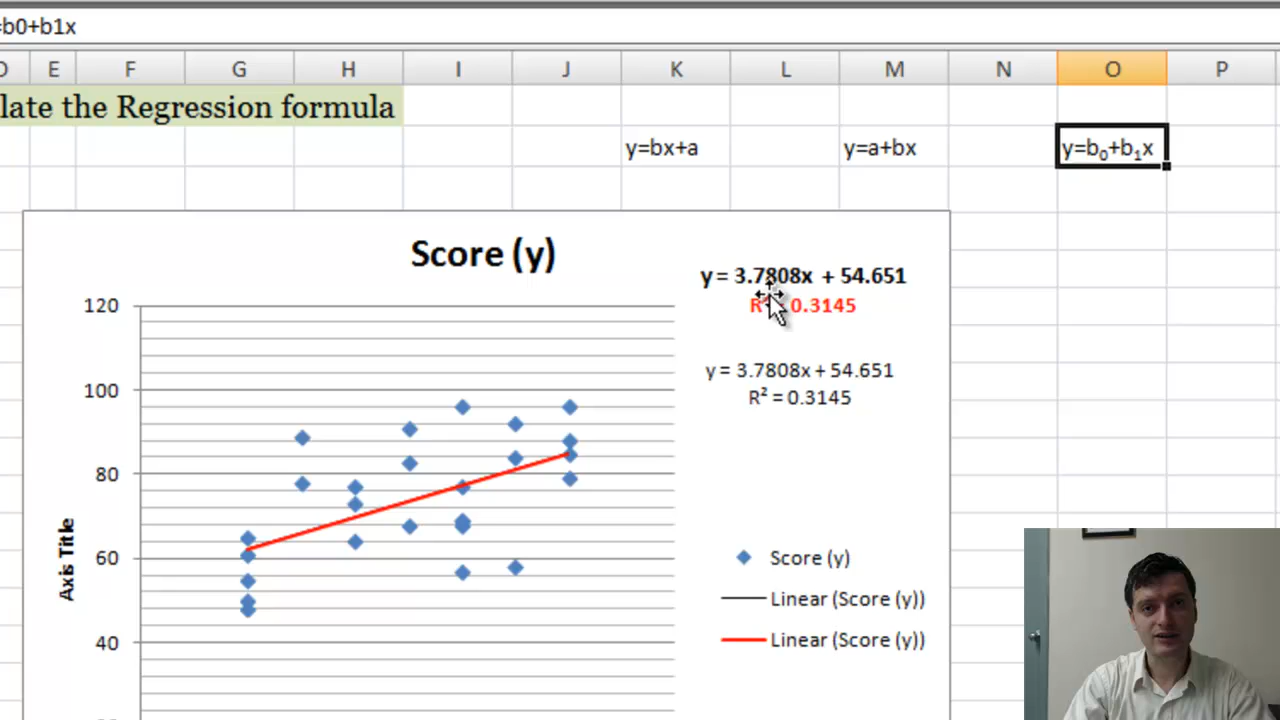 =b0+b1x
D E F G H I J K L M N O P
late the Regression formula
y=bx+a y=a+bx y=b₀+b₁x
Score (y)
y = 3.7808x + 54.651
R² = 0.3145
y = 3.7808x + 54.651
R² = 0.3145
120
100
80
60
40
Axis Title
Score (y)
Linear (Score (y))
Linear (Score (y))